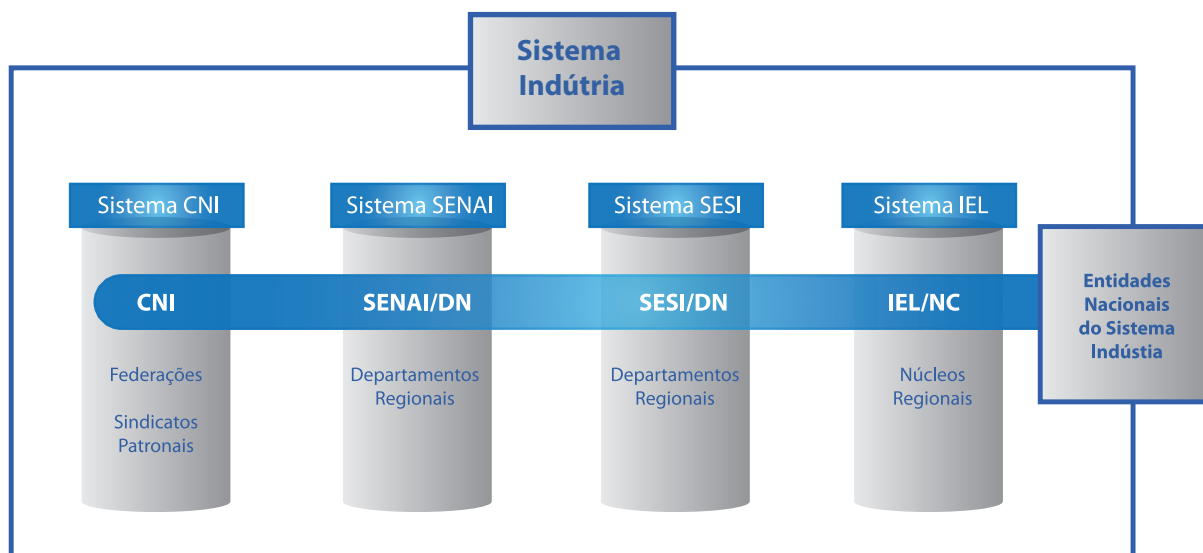 Sistema
Indútria
Sistema CNI
Sistema SENAI
Sistema SESI
Sistema IEL
CNI
SENAI/DN
SESI/DN
IEL/NC
Entidades
Nacionais
do Sistema
Indústia
Federações
Sindicatos
Patronais
Departamentos
Regionais
Departamentos
Regionais
Núcleos
Regionais